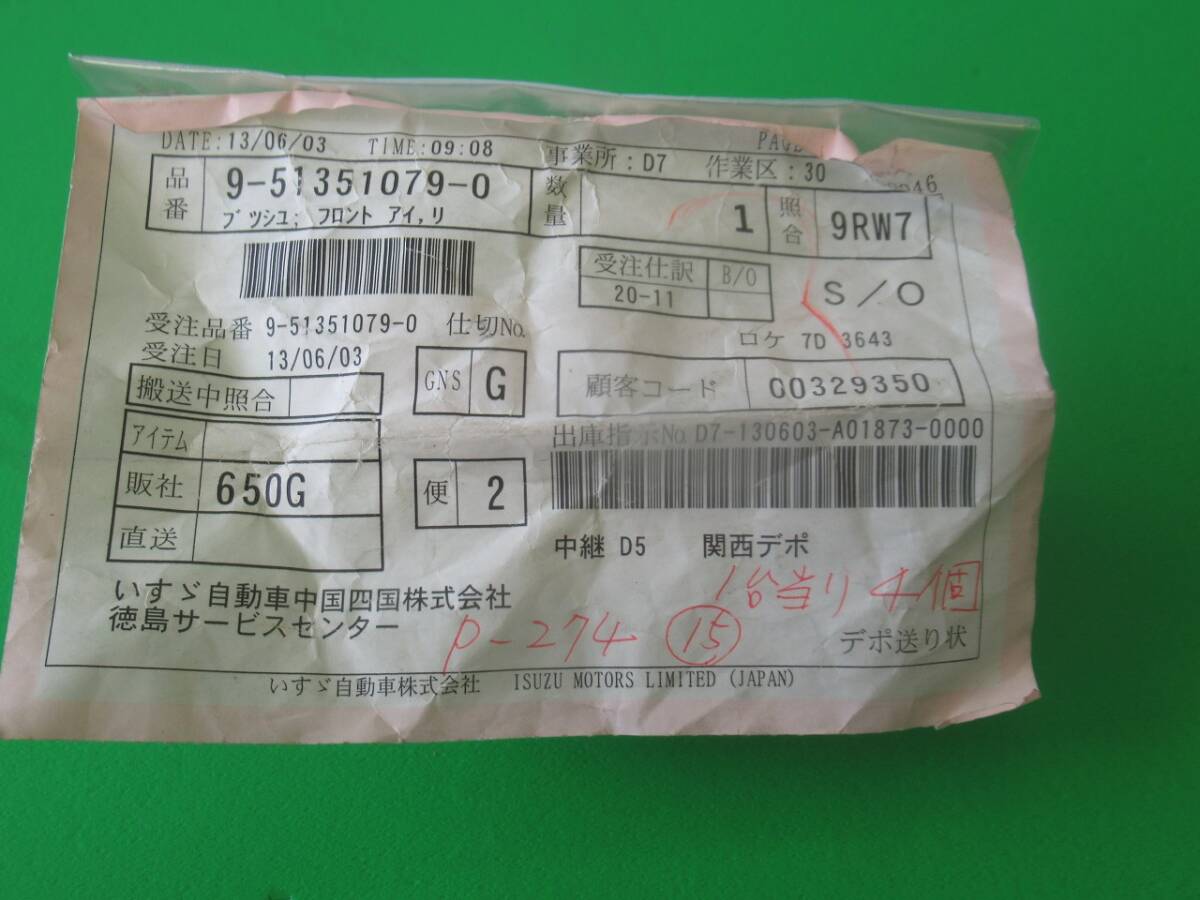 DATE:13/06/03 TIME:09:08 事業所:D7 作業区:30
品番 9-51351079-0 数量 1 照合 9RW7
ブッシュ; フロント アイ,リ
受注仕訳 B/O
20-11
S/O
受注品番 9-51351079-0 仕切No.
ロケ 7D 3643
受注日 13/06/03
搬送中照合
GNS G
顧客コード 00329350
アイテム
出庫指示No. D7-130603-A01873-0000
販社 650G
便 2
直送
中継 D5 関西デポ
1台当り4個
いすゞ自動車中国四国株式会社
徳島サービスセンター
P-274 ⑮
デポ送り状
いすゞ自動車株式会社 ISUZU MOTORS LIMITED (JAPAN)